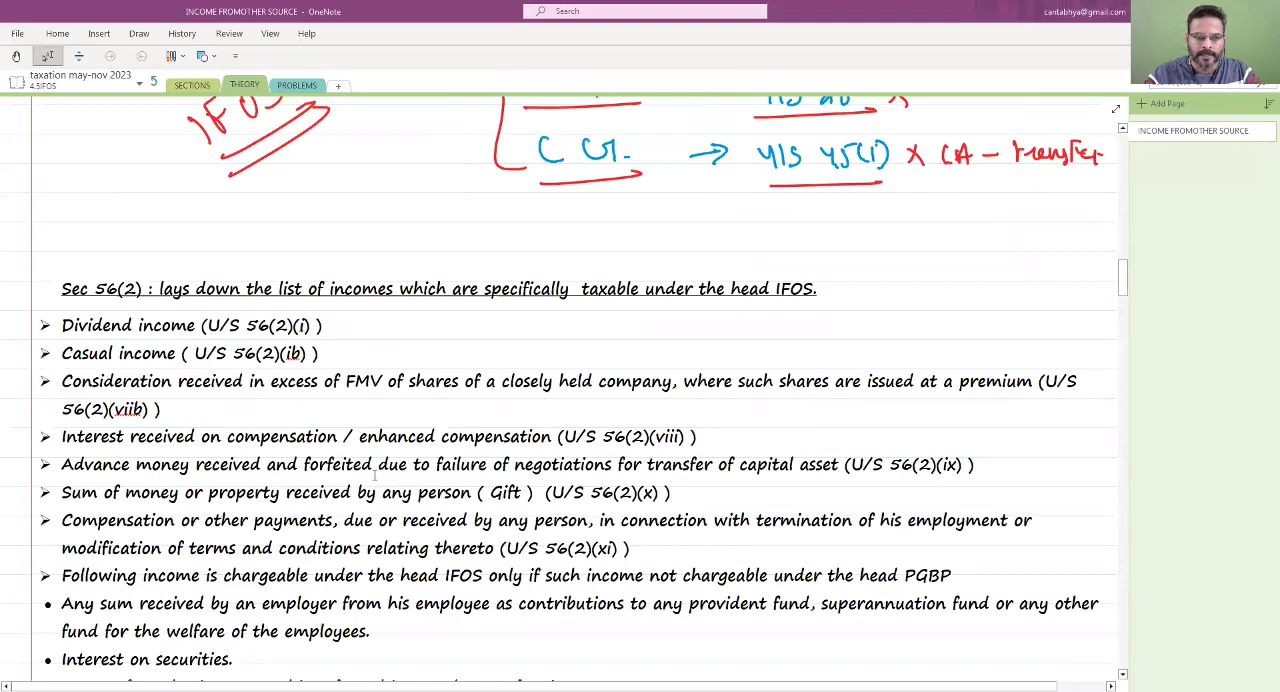 INCOME FROMOTHER SOURCE - OneNote
Search
cantabhya@gmail.com
File Home Insert Draw History Review View Help
taxation may-nov 2023
4.5IFOS
SECTIONS THEORY PROBLEMS +
Add Page
INCOME FROMOTHER SOURCE
IFOS
C G. → U/S 45(1) X CA - transfer
Sec 56(2) : lays down the list of incomes which are specifically taxable under the head IFOS.
Dividend income (U/S 56(2)(i) )
Casual income ( U/S 56(2)(ib) )
Consideration received in excess of FMV of shares of a closely held company, where such shares are issued at a premium (U/S
56(2)(viib) )
Interest received on compensation / enhanced compensation (U/S 56(2)(viii) )
Advance money received and forfeited due to failure of negotiations for transfer of capital asset (U/S 56(2)(ix) )
Sum of money or property received by any person ( Gift ) (U/S 56(2)(x) )
Compensation or other payments, due or received by any person, in connection with termination of his employment or
modification of terms and conditions relating thereto (U/S 56(2)(xi) )
Following income is chargeable under the head IFOS only if such income not chargeable under the head PGBP
Any sum received by an employer from his employee as contributions to any provident fund, superannuation fund or any other
fund for the welfare of the employees.
Interest on securities.